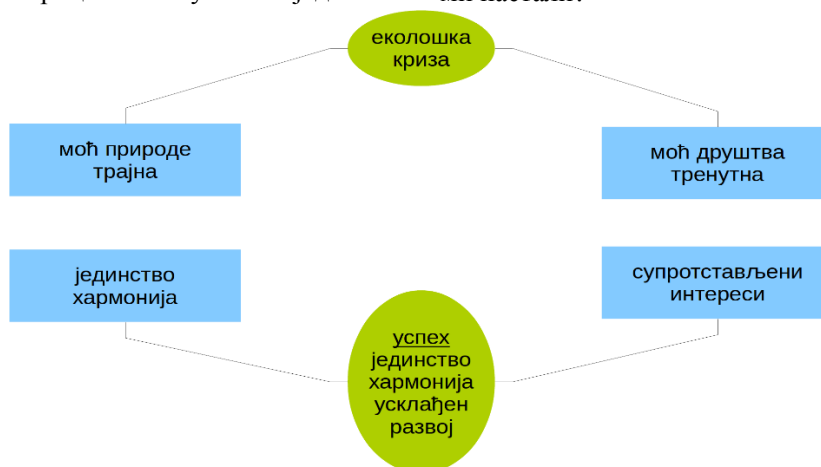 еколошка
криза
моћ природе
трајна
моћ друштва
тренутна
јединство
хармонија
супротстављени
интереси
успех
јединство
хармонија
усклађен
развој